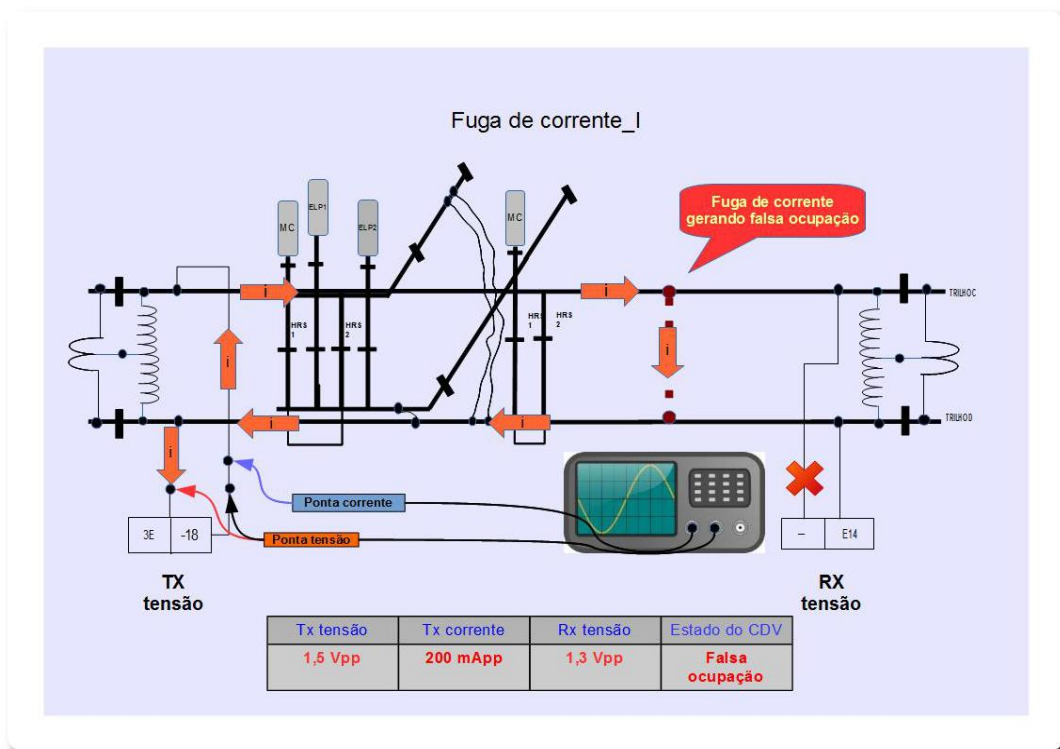 Fuga de corrente_I
Fuga de corrente
gerando falsa ocupação
MC
ELP1
ELP2
MC
i
i
TRILHO C
HRS
1
HRS
2
HRS
1
HRS
2
i
i
i
i
i
TRILHO D
Ponta corrente
Ponta tensão
3E
-18
–
E14
TX
tensão
RX
tensão
Tx tensão
Tx corrente
Rx tensão
Estado do CDV
1,5 Vpp
200 mApp
1,3 Vpp
Falsa
ocupação